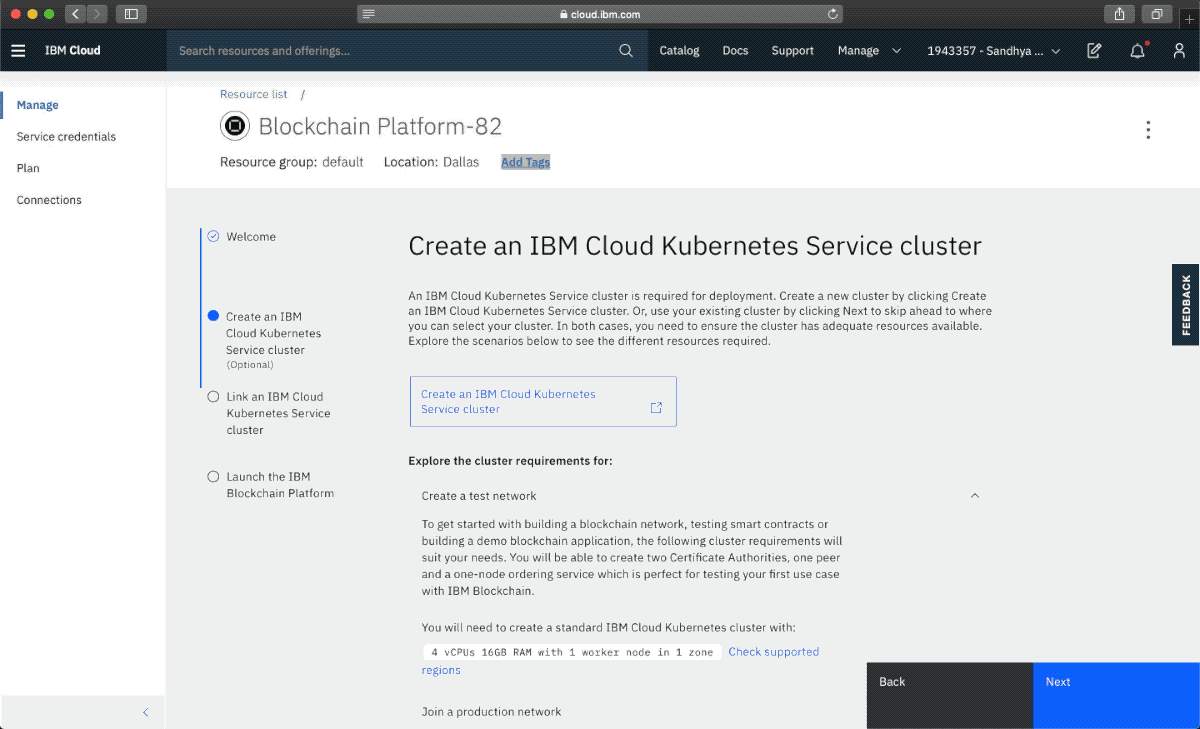 cloud.ibm.com
IBM Cloud
Search resources and offerings...
Catalog
Docs
Support
Manage
1943357 - Sandhya ...
Manage
Service credentials
Plan
Connections
Resource list /
Blockchain Platform-82
Resource group: default Location: Dallas Add Tags
Welcome
Create an IBM
Cloud Kubernetes
Service cluster
(Optional)
Link an IBM Cloud
Kubernetes Service
cluster
Launch the IBM
Blockchain Platform
Create an IBM Cloud Kubernetes Service cluster
An IBM Cloud Kubernetes Service cluster is required for deployment. Create a new cluster by clicking Create
an IBM Cloud Kubernetes Service cluster. Or, use your existing cluster by clicking Next to skip ahead to where
you can select your cluster. In both cases, you need to ensure the cluster has adequate resources available.
Explore the scenarios below to see the different resources required.
Create an IBM Cloud Kubernetes
Service cluster
Explore the cluster requirements for:
Create a test network
To get started with building a blockchain network, testing smart contracts or
building a demo blockchain application, the following cluster requirements will
suit your needs. You will be able to create two Certificate Authorities, one peer
and a one-node ordering service which is perfect for testing your first use case
with IBM Blockchain.
You will need to create a standard IBM Cloud Kubernetes cluster with:
4 vCPUs 16GB RAM with 1 worker node in 1 zone Check supported
regions
Join a production network
Back
Next
FEEDBACK